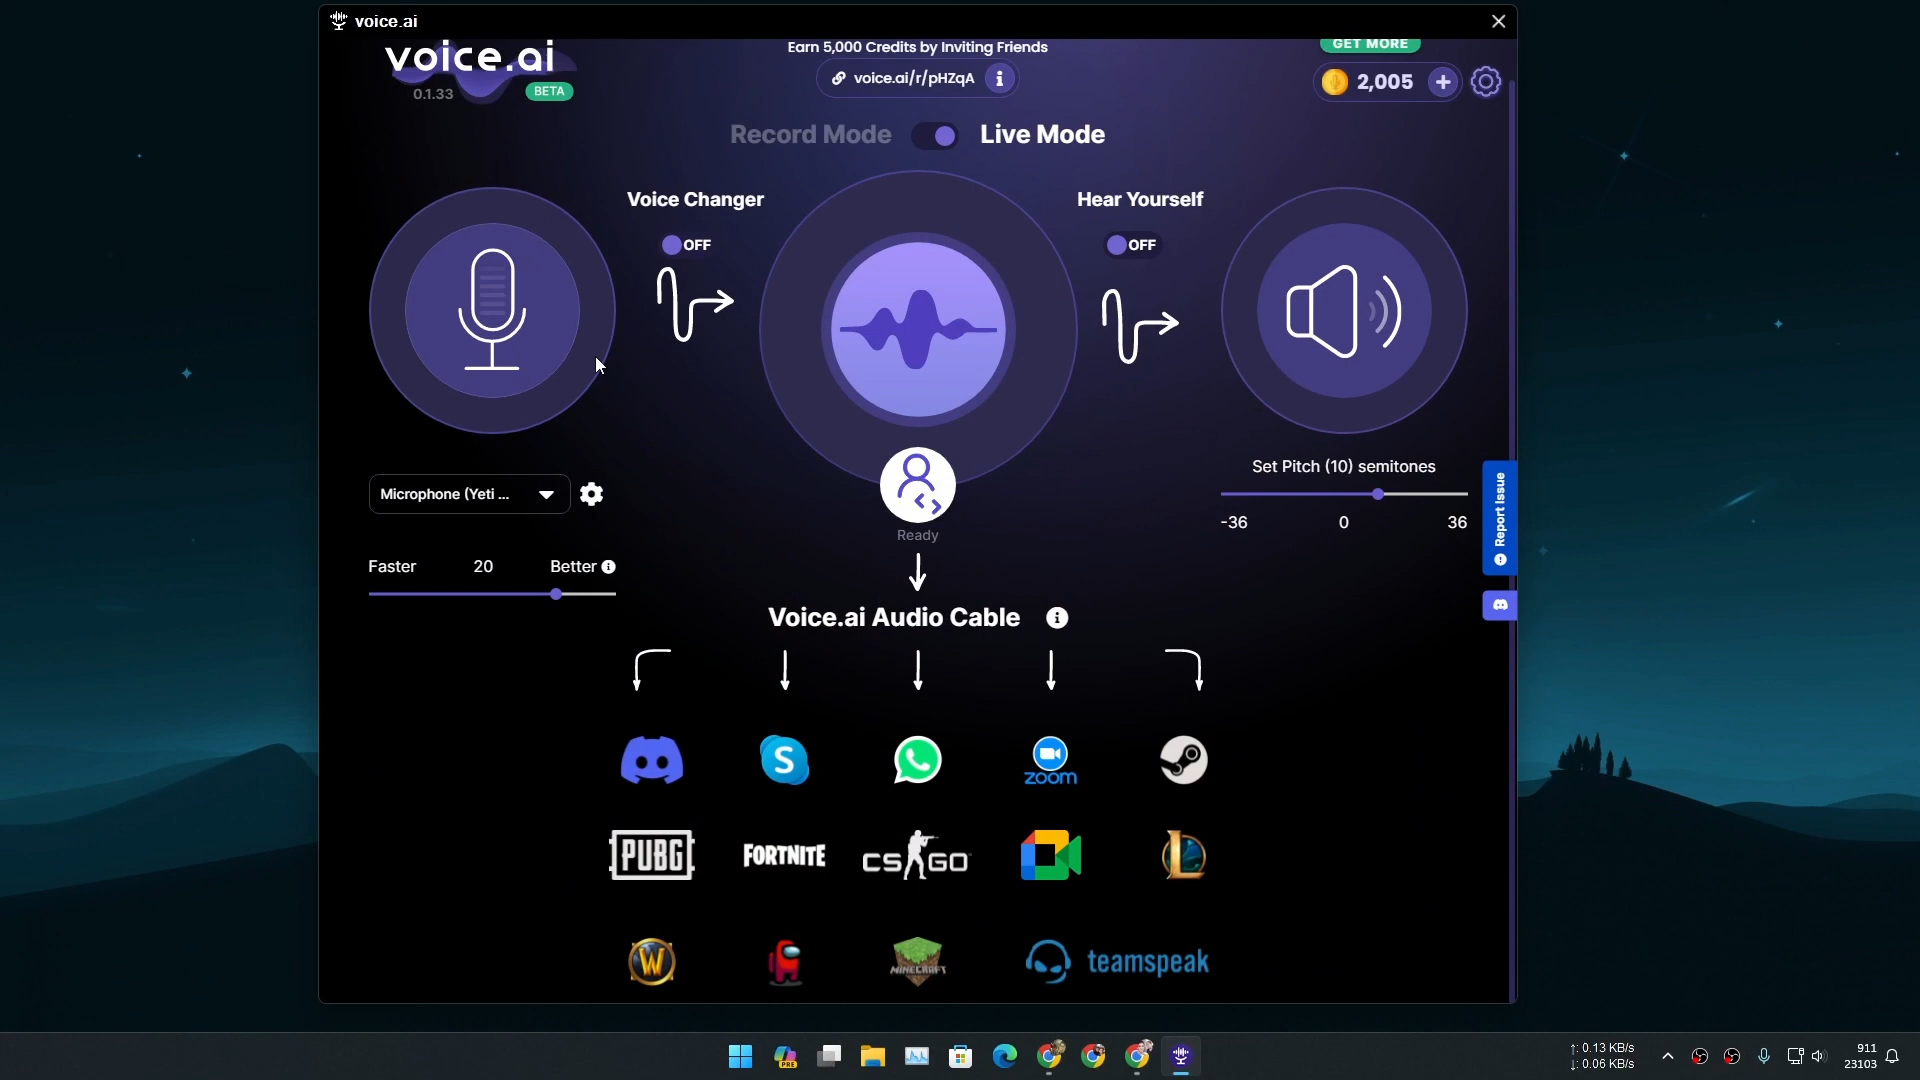 voice.ai
voice.ai
0.1.33
BETA
Earn 5,000 Credits by Inviting Friends
voice.ai/r/pHZqA
GET MORE
2,005
Record Mode
Live Mode
Voice Changer
OFF
Hear Yourself
OFF
Microphone (Yeti ...
Faster
20
Better
Ready
Set Pitch (10) semitones
-36
0
36
Report Issue
Voice.ai Audio Cable
S
zoom
PUBG
FORTNITE
CS GO
L
W
MINECRAFT
teamspeak
PRE
↑: 0.13 KB/s
↓: 0.06 KB/s
911
23103